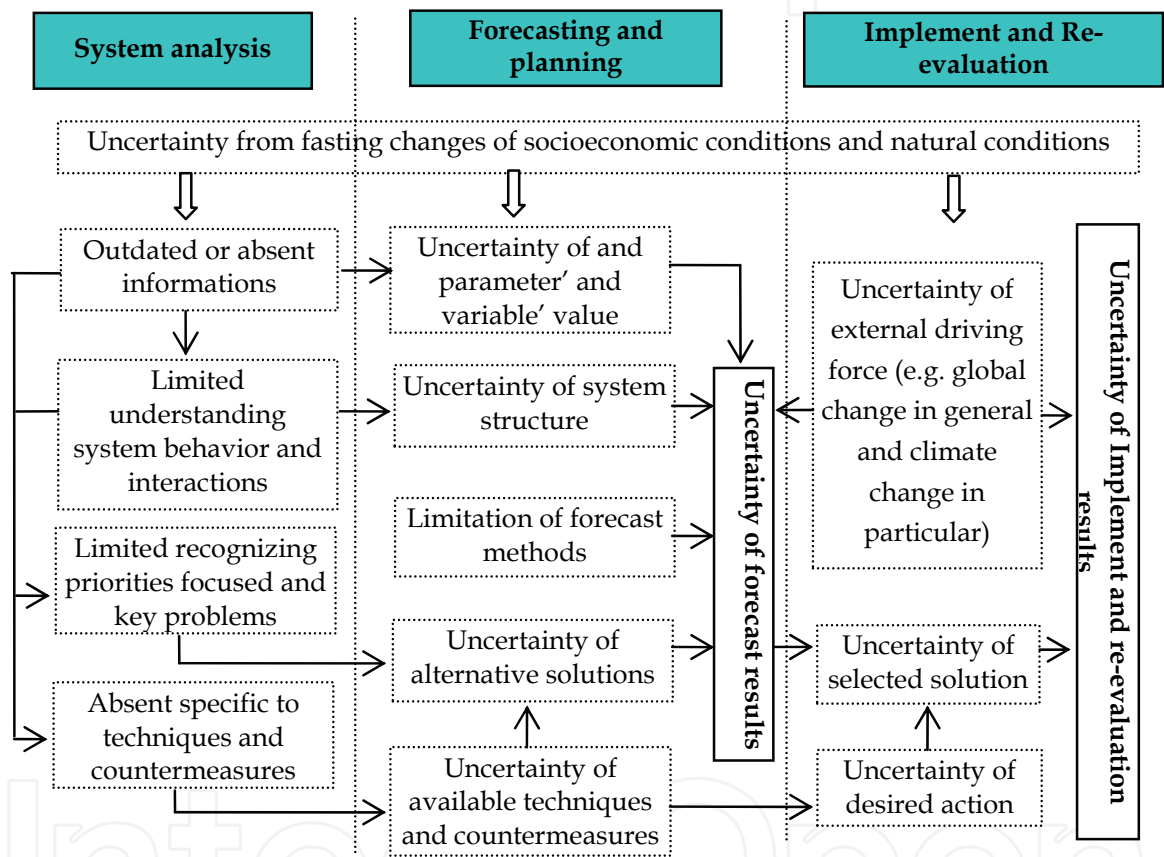 System analysis
Forecasting and
planning
Implement and Re-
evaluation
Uncertainty from fasting changes of socioeconomic conditions and natural conditions
Outdated or absent
informations
Limited
understanding
system behavior and
interactions
Limited recognizing
priorities focused and
key problems
Absent specific to
techniques and
countermeasures
Uncertainty of and
parameter’ and
variable’ value
Uncertainty of system
structure
Limitation of forecast
methods
Uncertainty of
alternative solutions
Uncertainty of
available techniques
and countermeasures
Uncertainty of forecast results
Uncertainty of
external driving
force (e.g. global
change in general
and climate
change in
particular)
Uncertainty of
selected solution
Uncertainty of
desired action
Uncertainty of Implement and re-evaluation
results